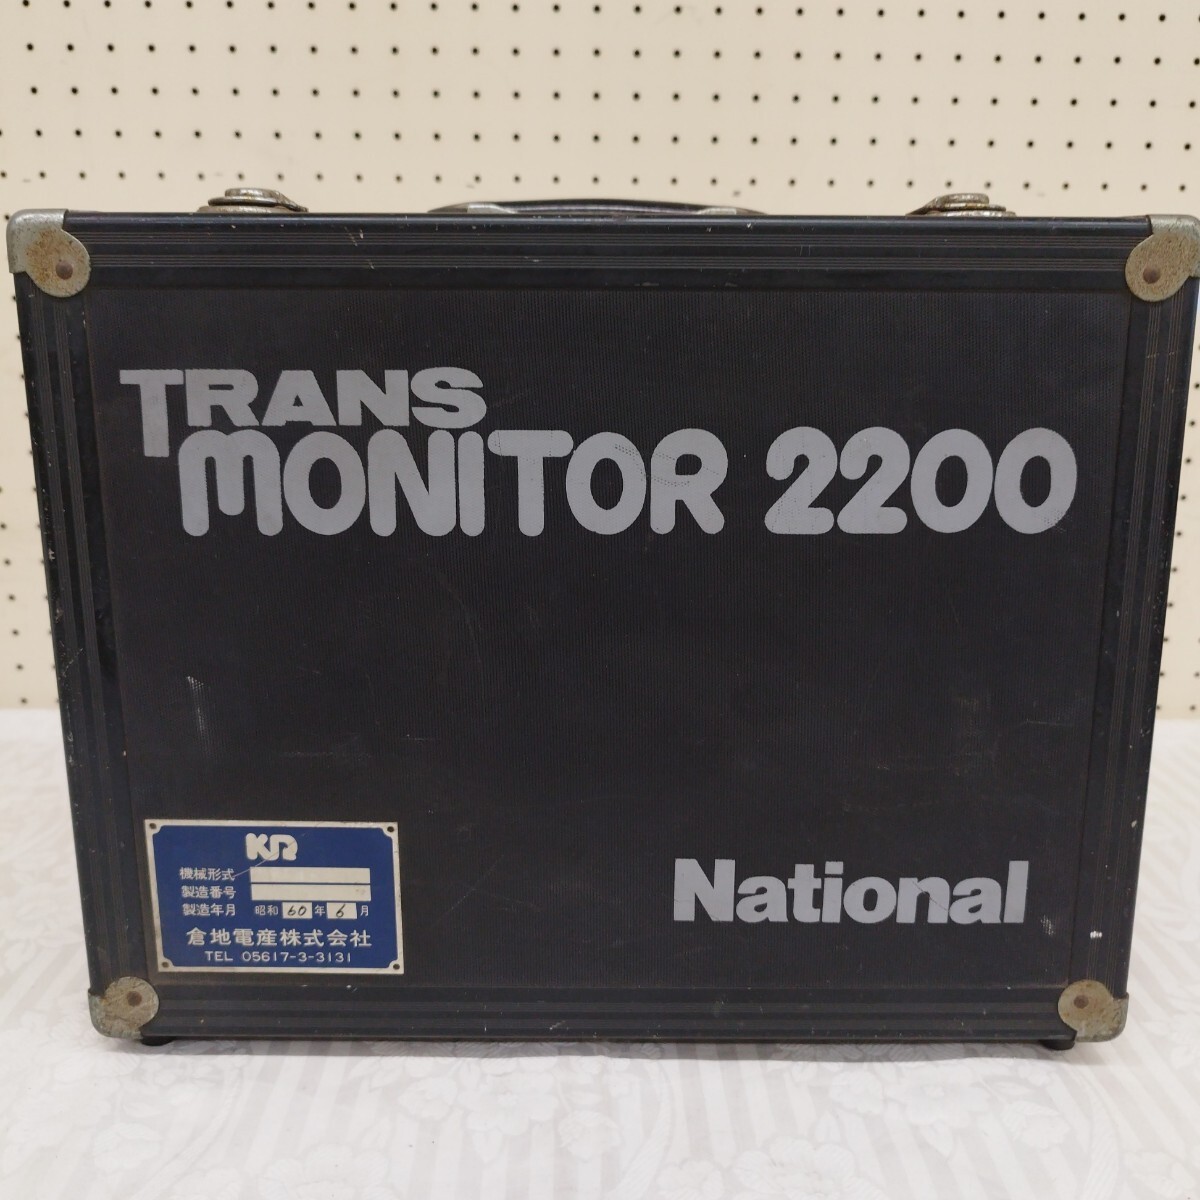 TRANS
MONITOR 2200
KR
機械形式
製造番号
製造年月 昭和 60 年 6 月
倉地電産株式会社
TEL 05617-3-3131
National